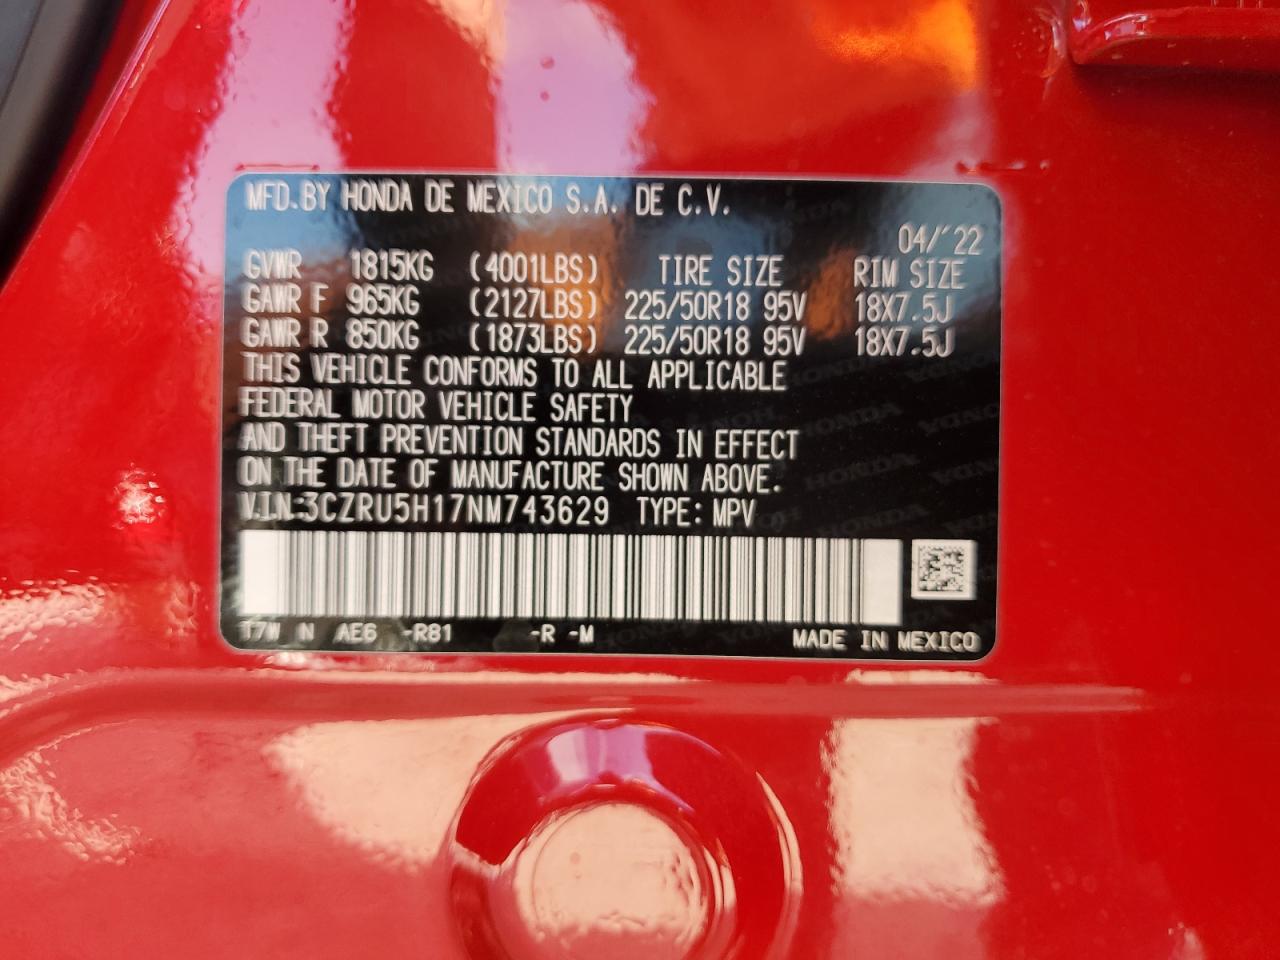 MFD.BY HONDA DE MEXICO S.A. DE C.V.
04/'22
GVWR 1815KG (4001LBS) TIRE SIZE RIM SIZE
GAWR F 965KG (2127LBS) 225/50R18 95V 18X7.5J
GAWR R 850KG (1873LBS) 225/50R18 95V 18X7.5J
THIS VEHICLE CONFORMS TO ALL APPLICABLE
FEDERAL MOTOR VEHICLE SAFETY
AND THEFT PREVENTION STANDARDS IN EFFECT
ON THE DATE OF MANUFACTURE SHOWN ABOVE.
V.I.N:3CZRU5H17NM743629 TYPE: MPV
T7W N AE6 -R81 -R -M MADE IN MEXICO